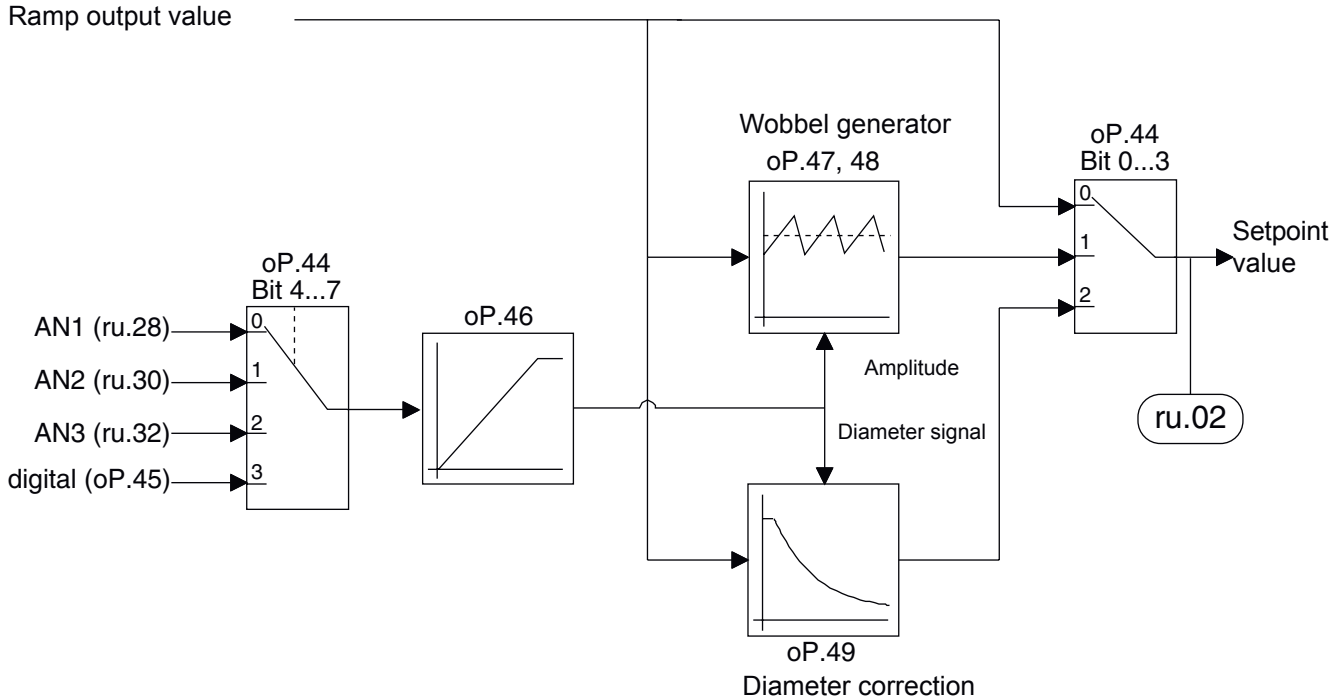 Ramp output value
Wobbel generator
oP.47, 48
oP.44
Bit 0...3
0
1
2
Setpoint
value
oP.44
Bit 4...7
AN1 (ru.28)
0
AN2 (ru.30)
1
AN3 (ru.32)
2
digital (oP.45)
3
oP.46
Amplitude
Diameter signal
ru.02
oP.49
Diameter correction